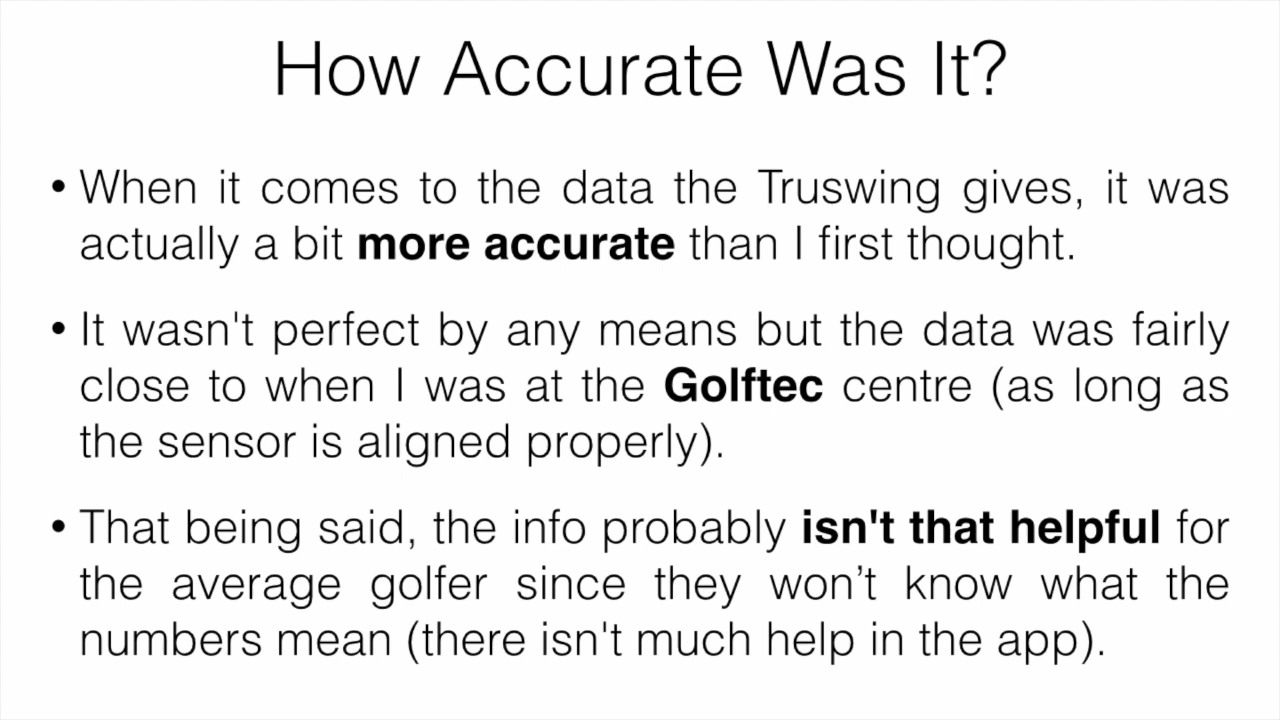 How Accurate Was It?
• When it comes to the data the Truswing gives, it was
actually a bit more accurate than I first thought.
• It wasn't perfect by any means but the data was fairly
close to when I was at the Golftec centre (as long as
the sensor is aligned properly).
• That being said, the info probably isn't that helpful for
the average golfer since they won’t know what the
numbers mean (there isn't much help in the app).